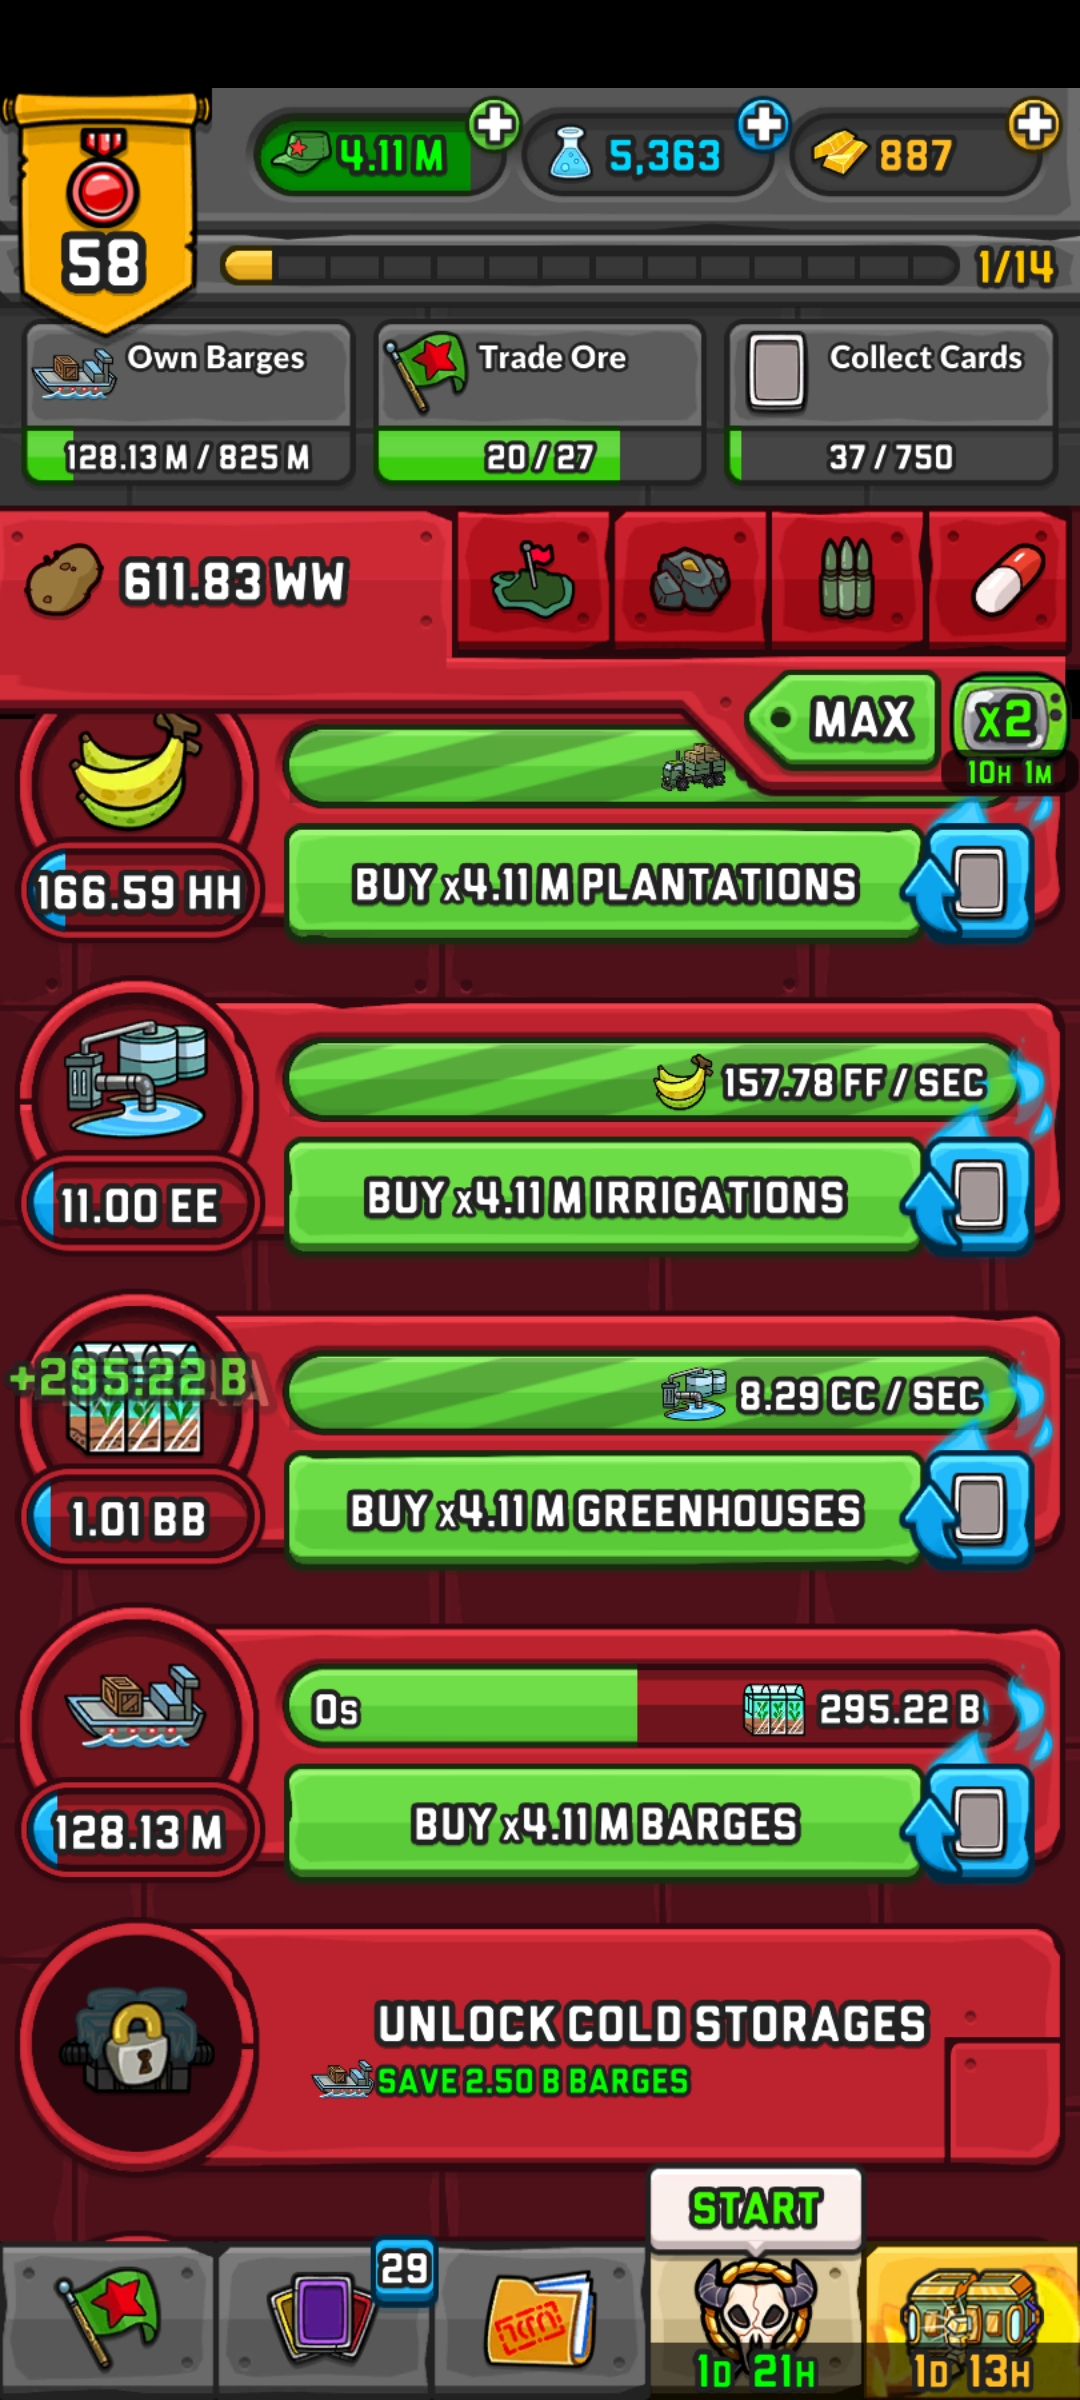 4.11 M
5,363
887
58
1/14
Own Barges
Trade Ore
Collect Cards
128.13 M / 825 M
20 / 27
37 / 750
611.83 WW
MAX
x2
10H 1M
166.59 HH
BUY x4.11 M PLANTATIONS
157.78 FF / SEC
11.00 EE
BUY x4.11 M IRRIGATIONS
+295.22 B
8.29 CC / SEC
1.01 BB
BUY x4.11 M GREENHOUSES
0s
295.22 B
128.13 M
BUY x4.11 M BARGES
UNLOCK COLD STORAGES
SAVE 2.50 B BARGES
START
29
1D 21H
1D 13H